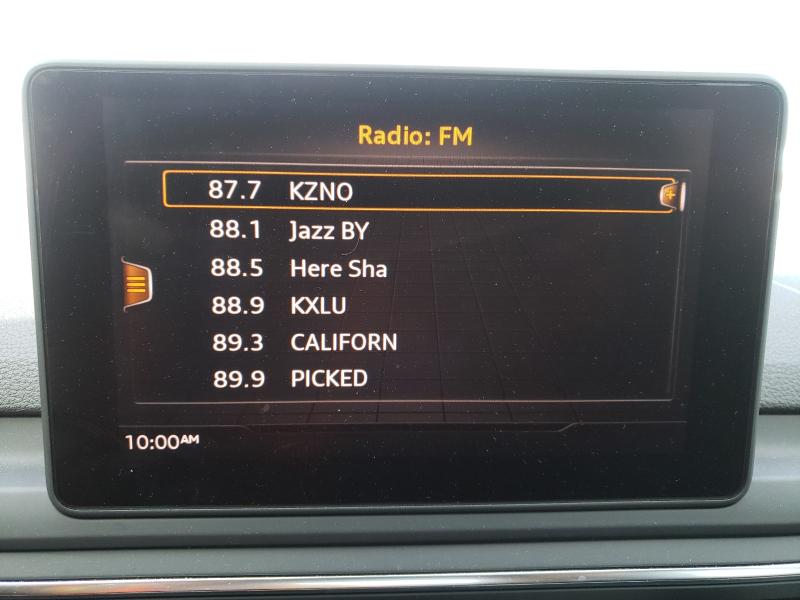 Radio: FM
87.7 KZNO
88.1 Jazz BY
88.5 Here Sha
88.9 KXLU
89.3 CALIFORN
89.9 PICKED
10:00AM